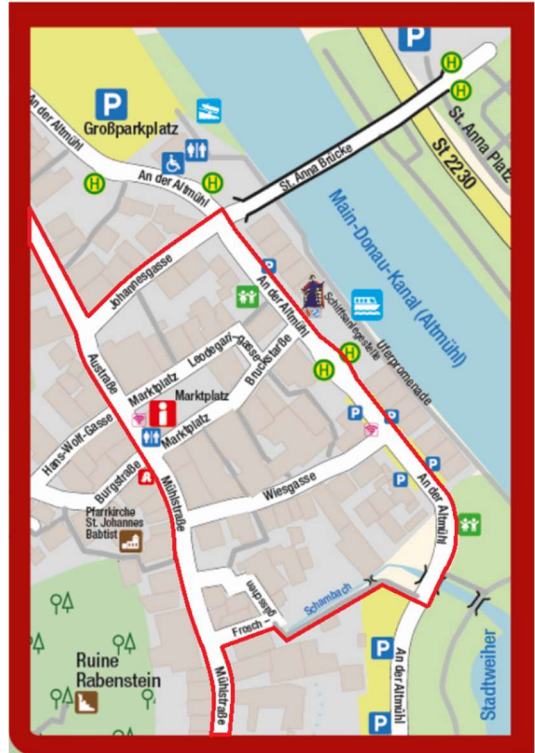 P
H
P
An der Altmühl
Großparkplatz
H
St. Anna Platz
St 2230
An der Altmühl
H
H
St. Anna Brücke
Main-Donau-Kanal (Altmühl)
Johannesgasse
P
An der Altmühl
Schiffsanlegestelle
Uferpromenade
Austraße
Leodegari-
gasse
Bruckstarße
H
H
Marktplatz
Marktplatz
i
Marktplatz
Hans-Wolf-Gasse
P
P
Burgstraße
Mühlstraße
Wiesgasse
P
P
An der Altmühl
Pfarrkirche
St. Johannes
Babtist
Schambach
Frosch -
gässchen
Ruine
Rabenstein
Mühlstraße
P
An der Altmühl
P
Stadtweiher